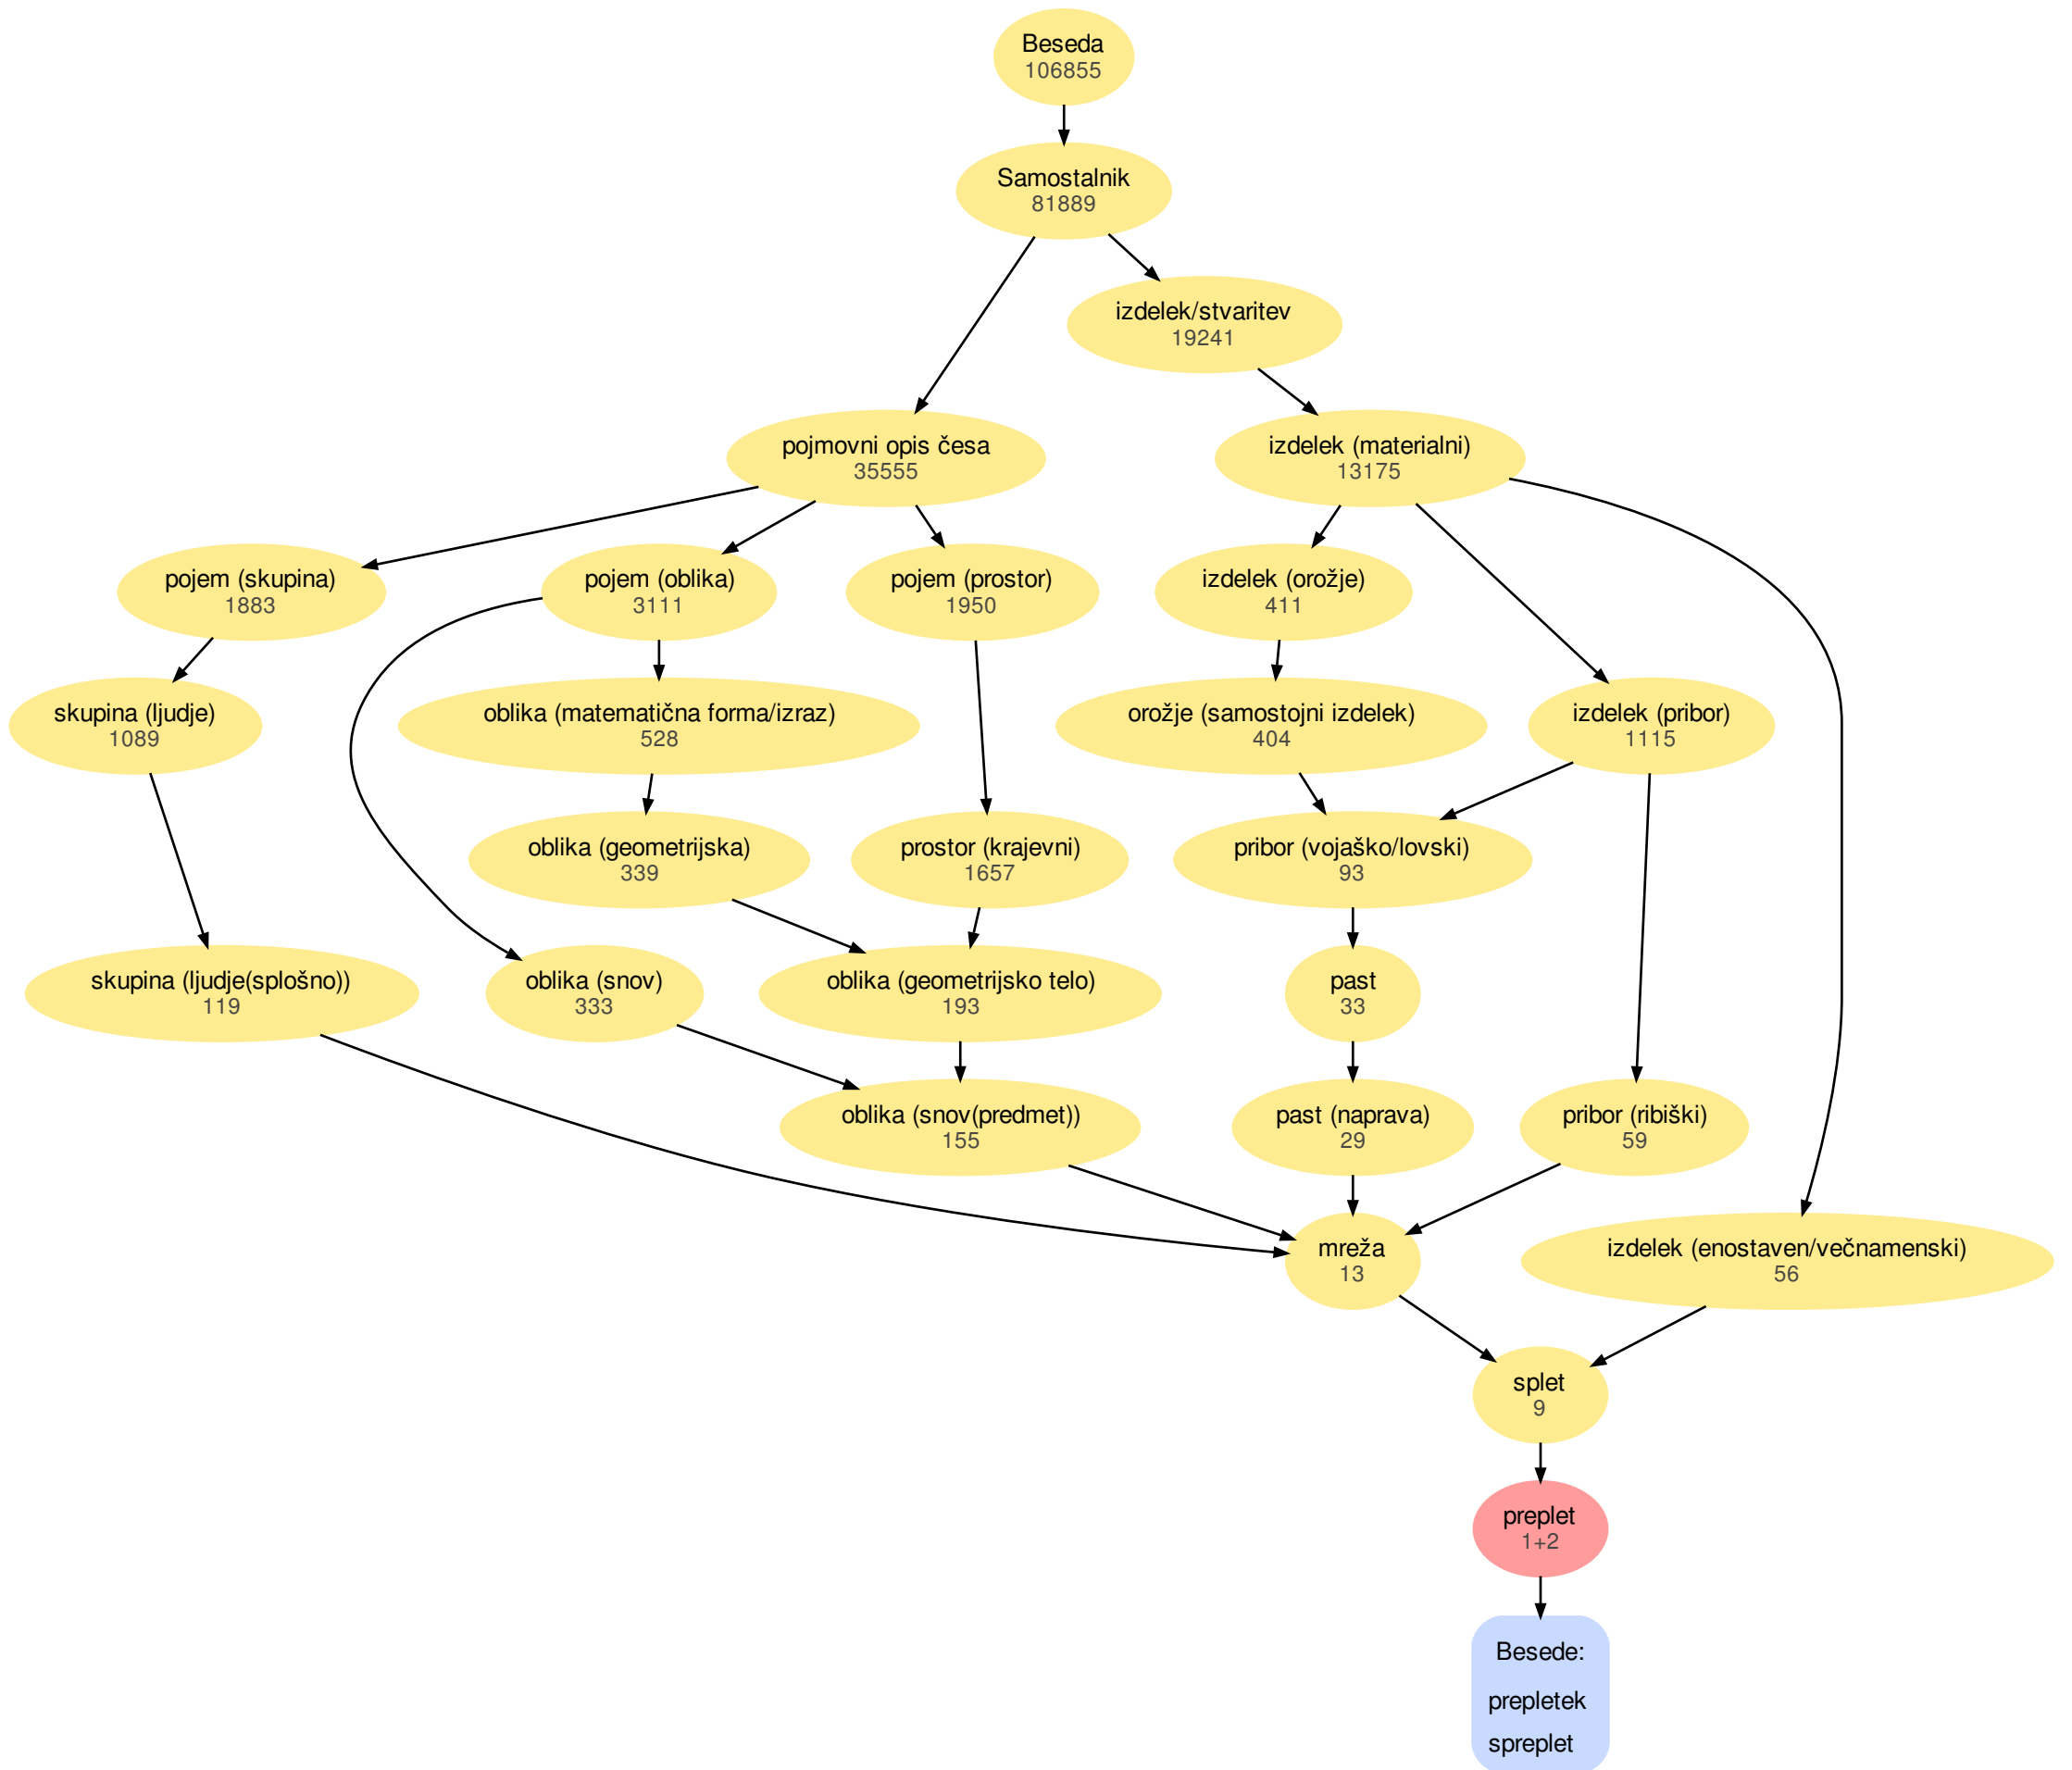 Beseda
106855
Samostalnik
81889
izdelek/stvaritev
19241
pojmovni opis česa
35555
izdelek (materialni)
13175
pojem (skupina)
1883
pojem (oblika)
3111
pojem (prostor)
1950
izdelek (orožje)
411
skupina (ljudje)
1089
oblika (matematična forma/izraz)
528
orožje (samostojni izdelek)
404
izdelek (pribor)
1115
oblika (geometrijska)
339
prostor (krajevni)
1657
pribor (vojaško/lovski)
93
skupina (ljudje(splošno))
119
oblika (snov)
333
oblika (geometrijsko telo)
193
past
33
oblika (snov(predmet))
155
past (naprava)
29
pribor (ribiški)
59
mreža
13
izdelek (enostaven/večnamenski)
56
splet
9
preplet
1+2
Besede:
prepletek
spreplet